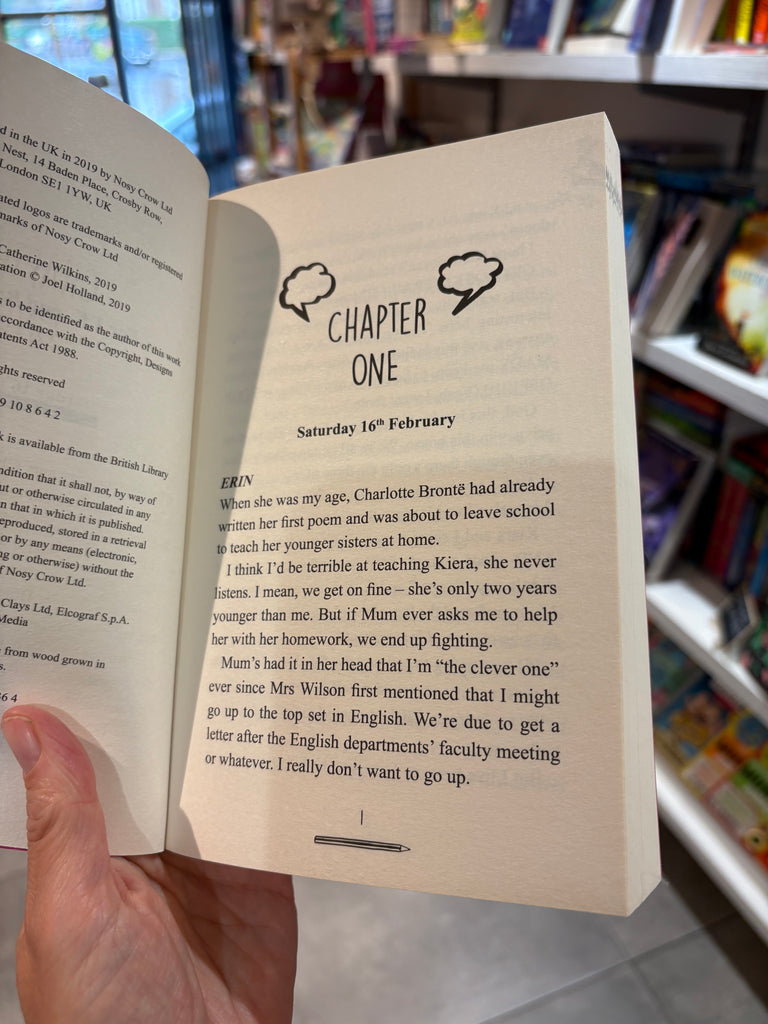 d in the UK in 2019 by Nosy Crow Ltd
Nest, 14 Baden Place, Crosby Row,
London SE1 1YW, UK
ated logos are trademarks and/or registered
marks of Nosy Crow Ltd
Catherine Wilkins, 2019
ation © Joel Holland, 2019
s to be identified as the author of this work
ccordance with the Copyright, Designs
tents Act 1988.
ghts reserved
9 10 8 6 4 2
k is available from the British Library
ndition that it shall not, by way of
ut or otherwise circulated in any
n that in which it is published.
eproduced, stored in a retrieval
or by any means (electronic,
ng or otherwise) without the
f Nosy Crow Ltd.
Clays Ltd, Elcograf S.p.A.
Media
from wood grown in
s.
64
CHAPTER
ONE
Saturday 16th February
ERIN
When she was my age, Charlotte Brontë had already
written her first poem and was about to leave school
to teach her younger sisters at home.
I think I’d be terrible at teaching Kiera, she never
listens. I mean, we get on fine – she’s only two years
younger than me. But if Mum ever asks me to help
her with her homework, we end up fighting.
Mum’s had it in her head that I’m “the clever one”
ever since Mrs Wilson first mentioned that I might
go up to the top set in English. We’re due to get a
letter after the English departments’ faculty meeting
or whatever. I really don’t want to go up.
1